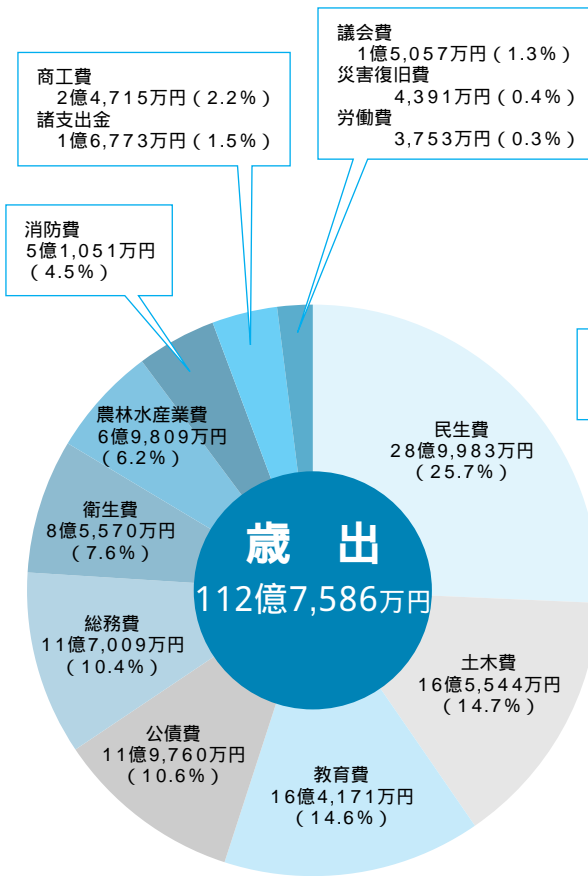 議会費
1億5,057万円（1.3%）
災害復旧費
4,391万円（0.4%）
労働費
3,753万円（0.3%）
商工費
2億4,715万円（2.2%）
諸支出金
1億6,773万円（1.5%）
消防費
5億1,051万円
（4.5%）
農林水産業費
6億9,809万円
（6.2%）
衛生費
8億5,570万円
（7.6%）
総務費
11億7,009万円
（10.4%）
公債費
11億9,760万円
（10.6%）
教育費
16億4,171万円
（14.6%）
土木費
16億5,544万円
（14.7%）
民生費
28億9,983万円
（25.7%）
歳　出
112億7,586万円